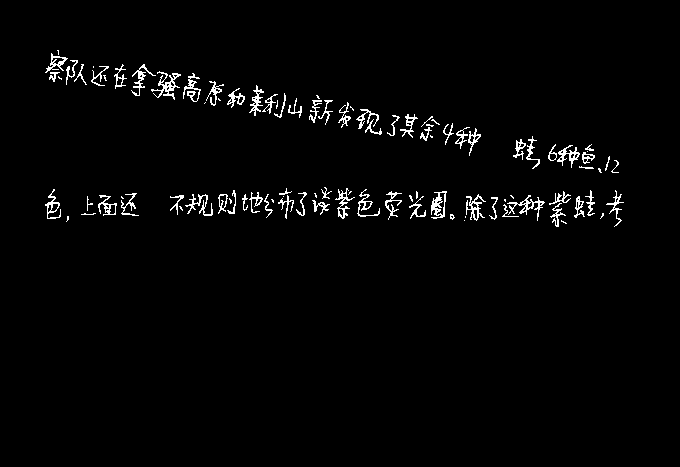 察队还在拿骚高原和莱利山新发现了其余4种 蛙,6种鱼、12
色,上面还 不规则地分布了淡紫色荧光圈。除了这种紫蛙,考